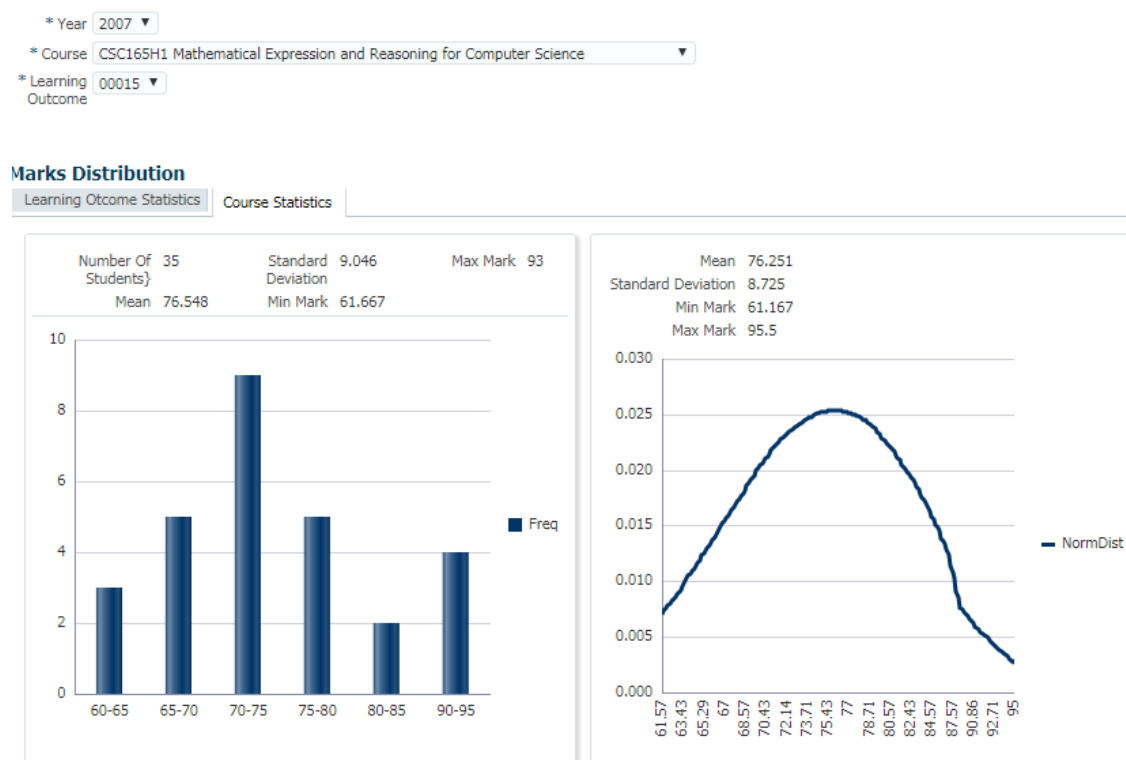 * Year 2007 ▼
* Course CSC165H1 Mathematical Expression and Reasoning for Computer Science ▼
* Learning Outcome 00015 ▼
Marks Distribution
Learning Otcome Statistics Course Statistics
Number Of Students} 35 Standard Deviation 9.046 Max Mark 93
Mean 76.548 Min Mark 61.667
10
8
6
4
2
0
60-65 65-70 70-75 75-80 80-85 90-95
Freq
Mean 76.251
Standard Deviation 8.725
Min Mark 61.167
Max Mark 95.5
0.030
0.025
0.020
0.015
0.010
0.005
0.000
61.57 63.43 65.29 67 68.57 70.43 72.14 73.71 75.43 77 78.71 80.57 82.43 84.57 87.57 90.86 92.71 95
NormDist